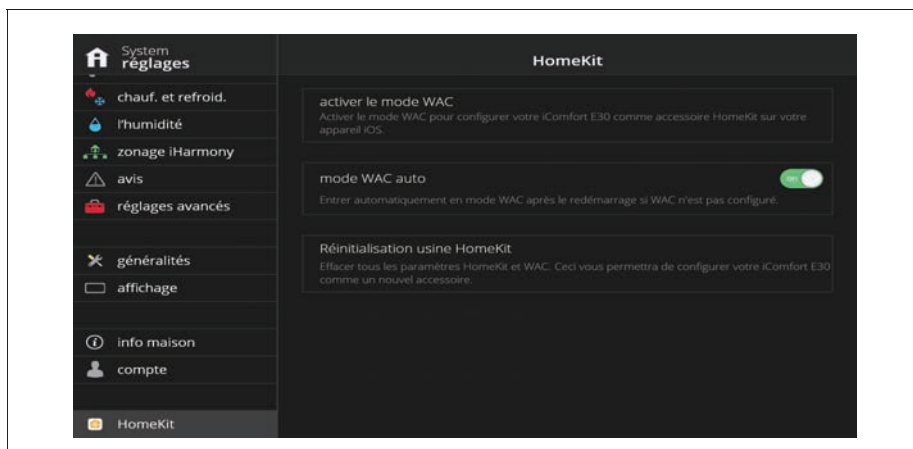 System
réglages
HomeKit
chauf. et refroid.
l'humidité
zonage iHarmony
avis
réglages avancés
généralités
affichage
info maison
compte
HomeKit
activer le mode WAC
Activer le mode WAC pour configurer votre iComfort E30 comme accessoire HomeKit sur votre
appareil iOS.
mode WAC auto
on
Entrer automatiquement en mode WAC après le redémarrage si WAC n'est pas configuré.
Réinitialisation usine HomeKit
Effacer tous les paramètres HomeKit et WAC. Ceci vous permettra de configurer votre iComfort E30
comme un nouvel accessoire.